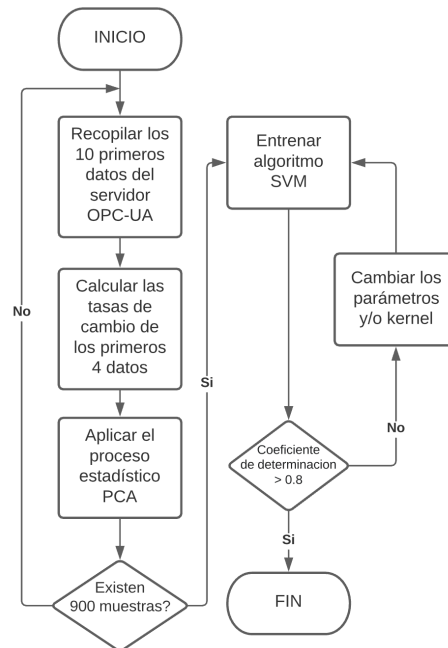 INICIO
Recopilar los
10 primeros
datos del
servidor
OPC-UA
Calcular las
tasas de
cambio de
los primeros
4 datos
Aplicar el
proceso
estadístico
PCA
Existen
900 muestras?
No
Si
Entrenar
algoritmo
SVM
Coeficiente
de determinacion
> 0.8
No
Cambiar los
parámetros
y/o kernel
Si
FIN